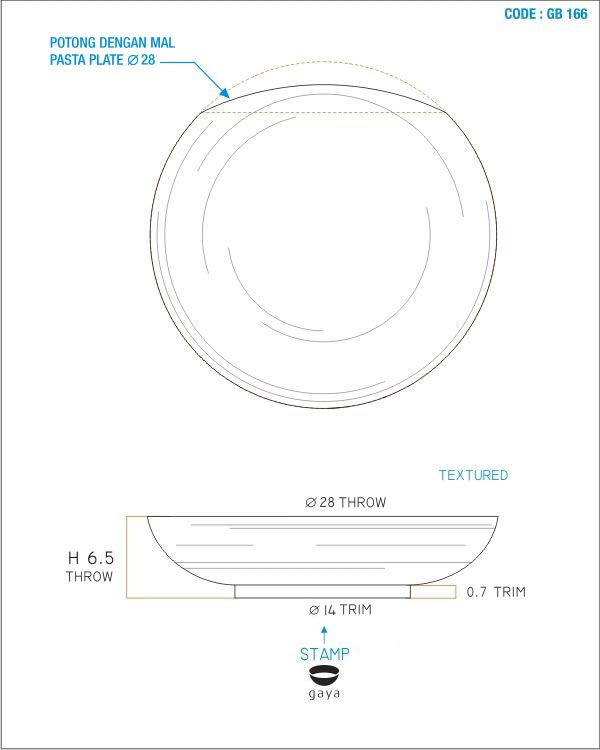 CODE : GB 166
POTONG DENGAN MAL
PASTA PLATE Ø 28
TEXTURED
Ø 28 THROW
H 6.5
THROW
0.7 TRIM
Ø 14 TRIM
STAMP
gaya